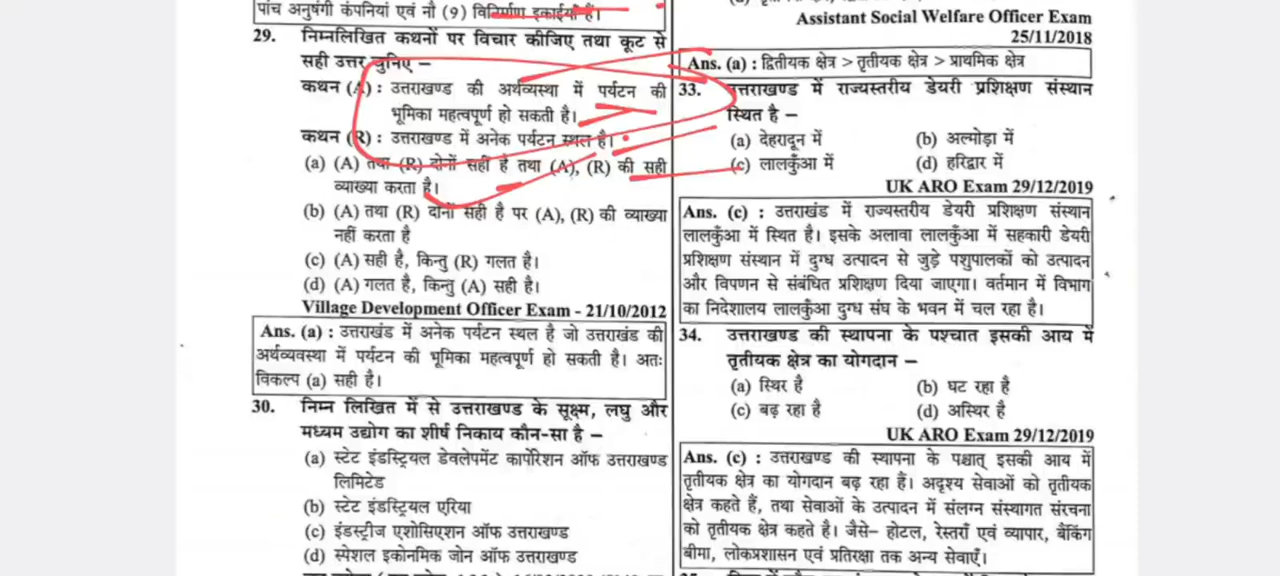 पांच अनुषंगी कंपनियां एवं नौ (9) विनिर्माण इकाईयाँ हैं।
29. निम्नलिखित कथनों पर विचार कीजिए तथा कूट से
सही उत्तर चुनिए –
कथन (A) : उत्तराखण्ड की अर्थव्यस्था में पर्यटन की
भूमिका महत्वपूर्ण हो सकती है।
कथन (R) : उत्तराखण्ड में अनेक पर्यटन स्थल है।
(a) (A) तथा (R) दोनों सही है तथा (A), (R) की सही
व्याख्या करता है।
(b) (A) तथा (R) दोनों सही है पर (A), (R) की व्याख्या
नहीं करता है
(c) (A) सही है, किन्तु (R) गलत है।
(d) (A) गलत है, किन्तु (A) सही है।
Village Development Officer Exam - 21/10/2012
Ans. (a) : उत्तराखंड में अनेक पर्यटन स्थल है जो उत्तराखंड की
अर्थव्यवस्था में पर्यटन की भूमिका महत्वपूर्ण हो सकती है। अतः
विकल्प (a) सही है।
30. निम्न लिखित में से उत्तराखण्ड के सूक्ष्म, लघु और
मध्यम उद्योग का शीर्ष निकाय कौन-सा है –
(a) स्टेट इंडस्ट्रियल डेवलेपमेंट कार्पोरेशन ऑफ उत्तराखण्ड
लिमिटेड
(b) स्टेट इंडस्ट्रियल एरिया
(c) इंडस्ट्रीज एशोसिएशन ऑफ उत्तराखण्ड
(d) स्पेशल इकोनमिक जोन ऑफ उत्तराखण्ड
Assistant Social Welfare Officer Exam
25/11/2018
Ans. (a) : द्वितीयक क्षेत्र > तृतीयक क्षेत्र > प्राथमिक क्षेत्र
33. उत्तराखण्ड में राज्यस्तरीय डेयरी प्रशिक्षण संस्थान
स्थित है –
(a) देहरादून में (b) अल्मोड़ा में
(c) लालकुँआ में (d) हरिद्वार में
UK ARO Exam 29/12/2019
Ans. (c) : उत्तराखंड में राज्यस्तरीय डेयरी प्रशिक्षण संस्थान
लालकुँआ में स्थित है। इसके अलावा लालकुँआ में सहकारी डेयरी
प्रशिक्षण संस्थान में दुग्ध उत्पादन से जुड़े पशुपालकों को उत्पादन
और विपणन से संबंधित प्रशिक्षण दिया जाएगा। वर्तमान में विभाग
का निदेशालय लालकुँआ दुग्ध संघ के भवन में चल रहा है।
34. उत्तराखण्ड की स्थापना के पश्चात इसकी आय में
तृतीयक क्षेत्र का योगदान –
(a) स्थिर है (b) घट रहा है
(c) बढ़ रहा है (d) अस्थिर है
UK ARO Exam 29/12/2019
Ans. (c) : उत्तराखण्ड की स्थापना के पश्चात् इसकी आय में
तृतीयक क्षेत्र का योगदान बढ़ रहा हैं। अदृश्य सेवाओं को तृतीयक
क्षेत्र कहते हैं, तथा सेवाओं के उत्पादन में संलग्न संस्थागत संरचना
को तृतीयक क्षेत्र कहते है। जैसे– होटल, रेस्तराँ एवं व्यापार, बैंकिंग
बीमा, लोकप्रशासन एवं प्रतिरक्षा तक अन्य सेवाएँ।